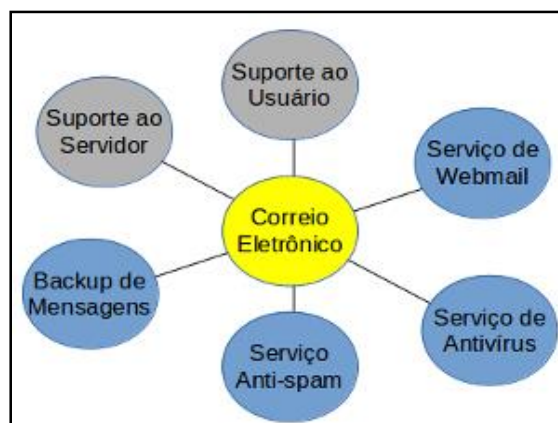 Suporte ao
Usuário
Suporte ao
Servidor
Serviço de
Webmail
Correio
Eletrônico
Backup de
Mensagens
Serviço de
Antivírus
Serviço
Anti-spam